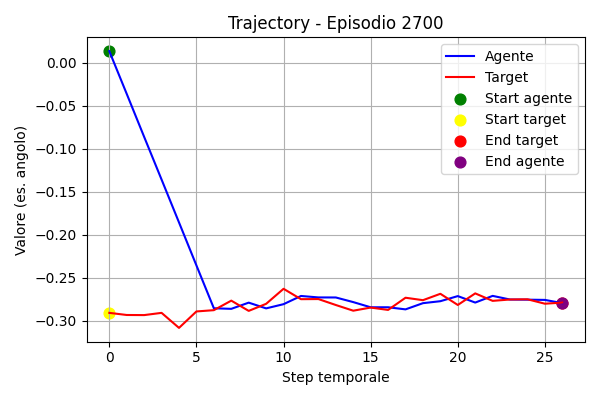 Trajectory - Episodio 2700
Agente
Target
Start agente
Start target
End target
End agente
Valore (es. angolo)
0.00
−0.05
−0.10
−0.15
−0.20
−0.25
−0.30
0 5 10 15 20 25
Step temporale